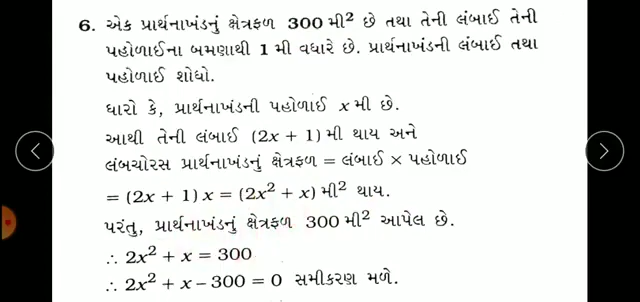 6. એક પ્રાર્થનાખંડનું ક્ષેત્રફળ 300 મી² છે તથા તેની લંબાઈ તેની
પહોળાઈના બમણાથી 1 મી વધારે છે. પ્રાર્થનાખંડની લંબાઈ તથા
પહોળાઈ શોધો.
ધારો કે, પ્રાર્થનાખંડની પહોળાઈ x મી છે.
આથી તેની લંબાઈ (2x + 1) મી થાય અને
લંબચોરસ પ્રાર્થનાખંડનું ક્ષેત્રફળ = લંબાઈ × પહોળાઈ
= (2x + 1) x = (2x² + x) મી² થાય.
પરંતુ, પ્રાર્થનાખંડનું ક્ષેત્રફળ 300 મી² આપેલ છે.
∴ 2x² + x = 300
∴ 2x² + x – 300 = 0 સમીકરણ મળે.